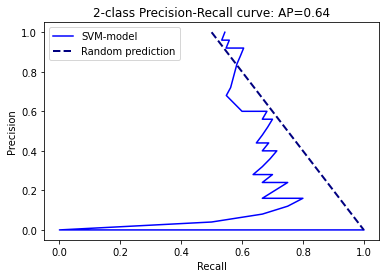 2-class Precision-Recall curve: AP=0.64
SVM-model
Random prediction
Precision
1.0
0.8
0.6
0.4
0.2
0.0
0.0 0.2 0.4 0.6 0.8 1.0
Recall